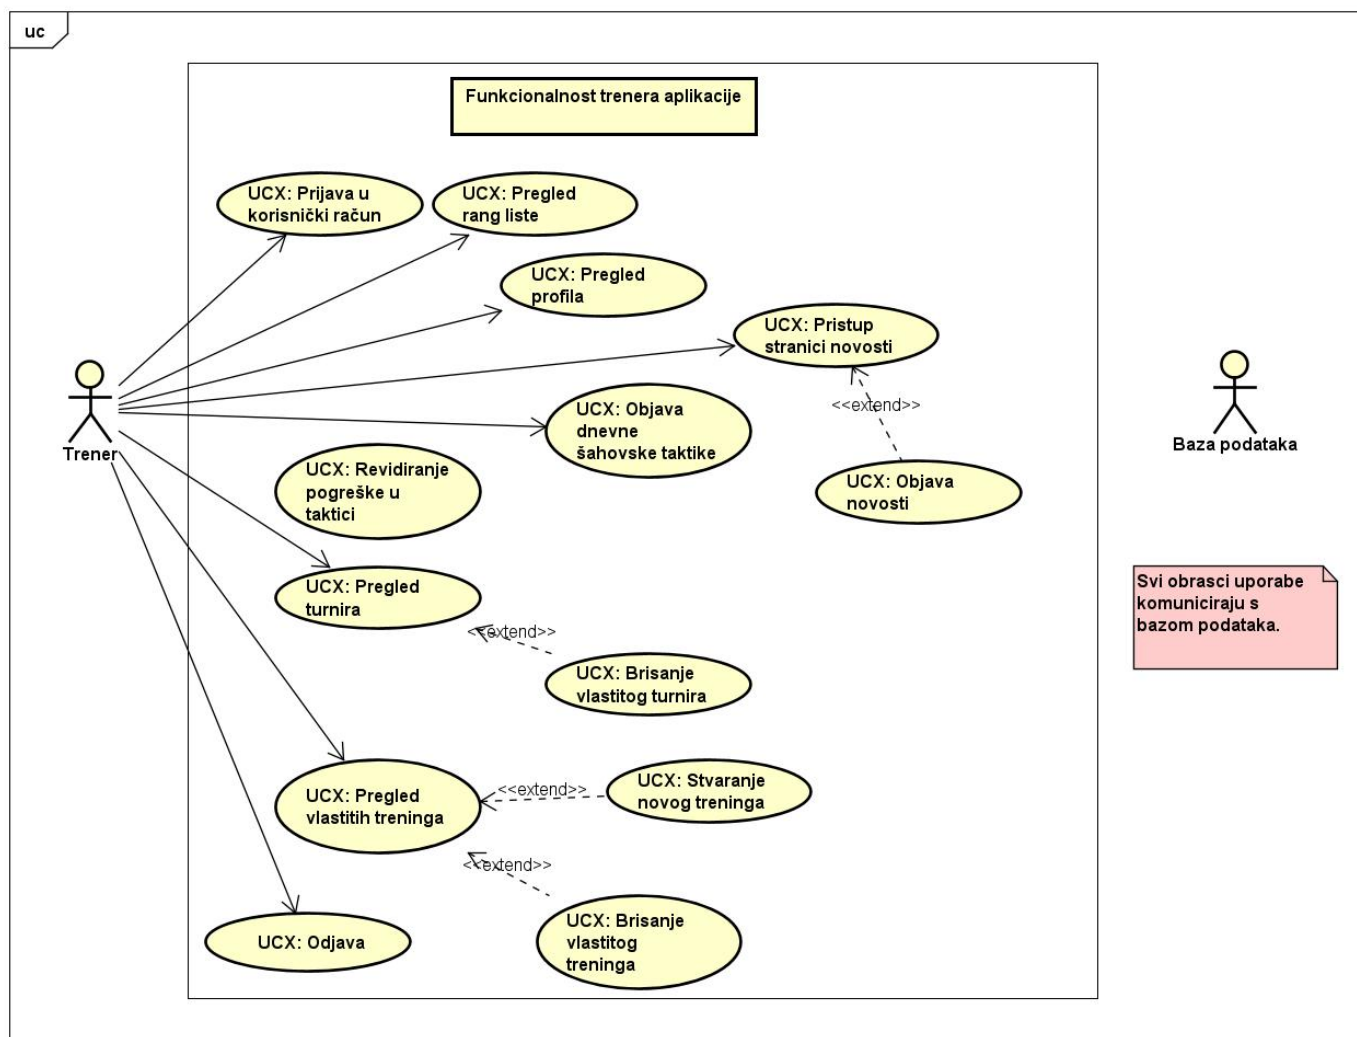 uc
Funkcionalnost trenera aplikacije
UCX: Prijava u
korisnički račun
UCX: Pregled
rang liste
UCX: Pregled
profila
UCX: Pristup
stranici novosti
<<extend>>
UCX: Objava
dnevne
šahovske taktike
Trener
Baza podataka
UCX: Revidiranje
pogreške u
taktici
UCX: Objava
novosti
UCX: Pregled
turnira
Svi obrasci uporabe
komuniciraju s
bazom podataka.
<<extend>>
UCX: Brisanje
vlastitog turnira
UCX: Pregled
vlastitih treninga
<<extend>>
UCX: Stvaranje
novog treninga
<<extend>>
UCX: Brisanje
vlastitog
treninga
UCX: Odjava